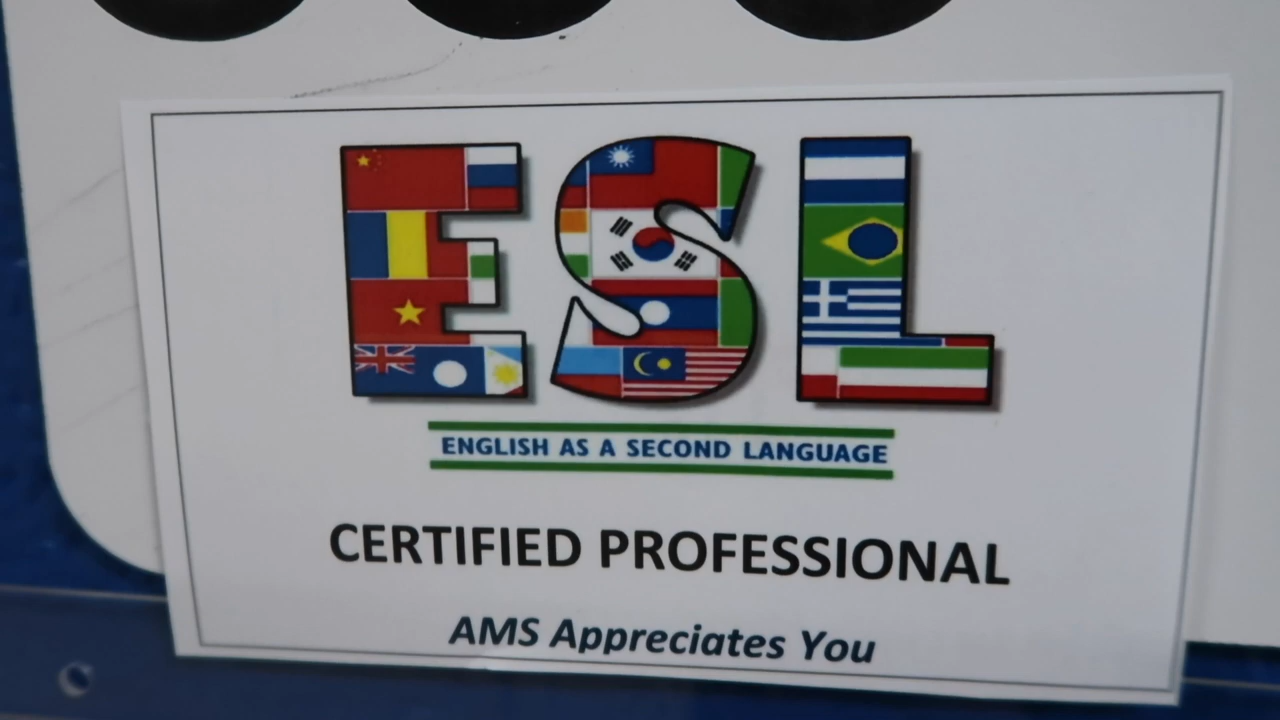 ESL
ENGLISH AS A SECOND LANGUAGE
CERTIFIED PROFESSIONAL
AMS Appreciates You